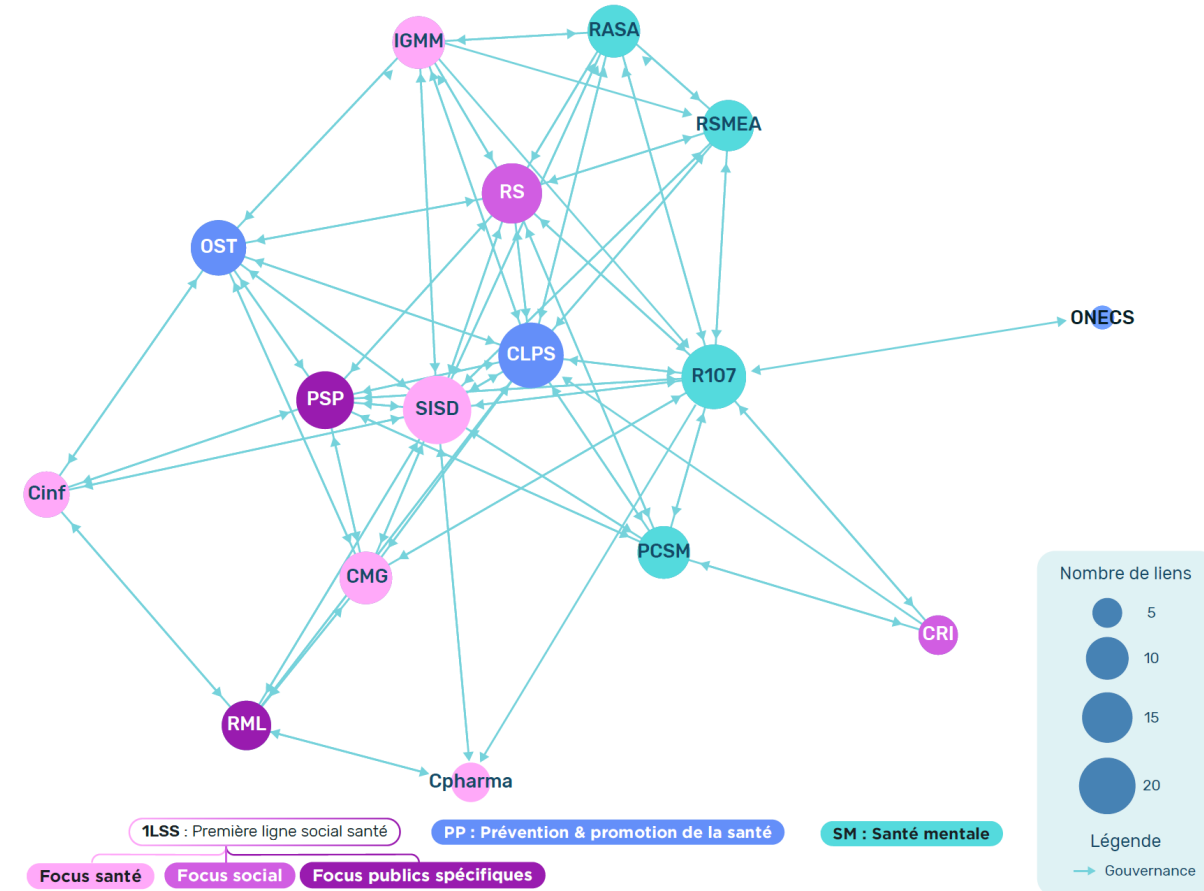 IGMM
RASA
RSMEA
RS
OST
ONECS
CLPS
R107
PSP
SISD
Cinf
PCSM
CMG
CRI
RML
Cpharma
Nombre de liens
5
10
15
20
Légende
Gouvernance
1LSS : Première ligne social santé
PP : Prévention & promotion de la santé
SM : Santé mentale
Focus santé
Focus social
Focus publics spécifiques